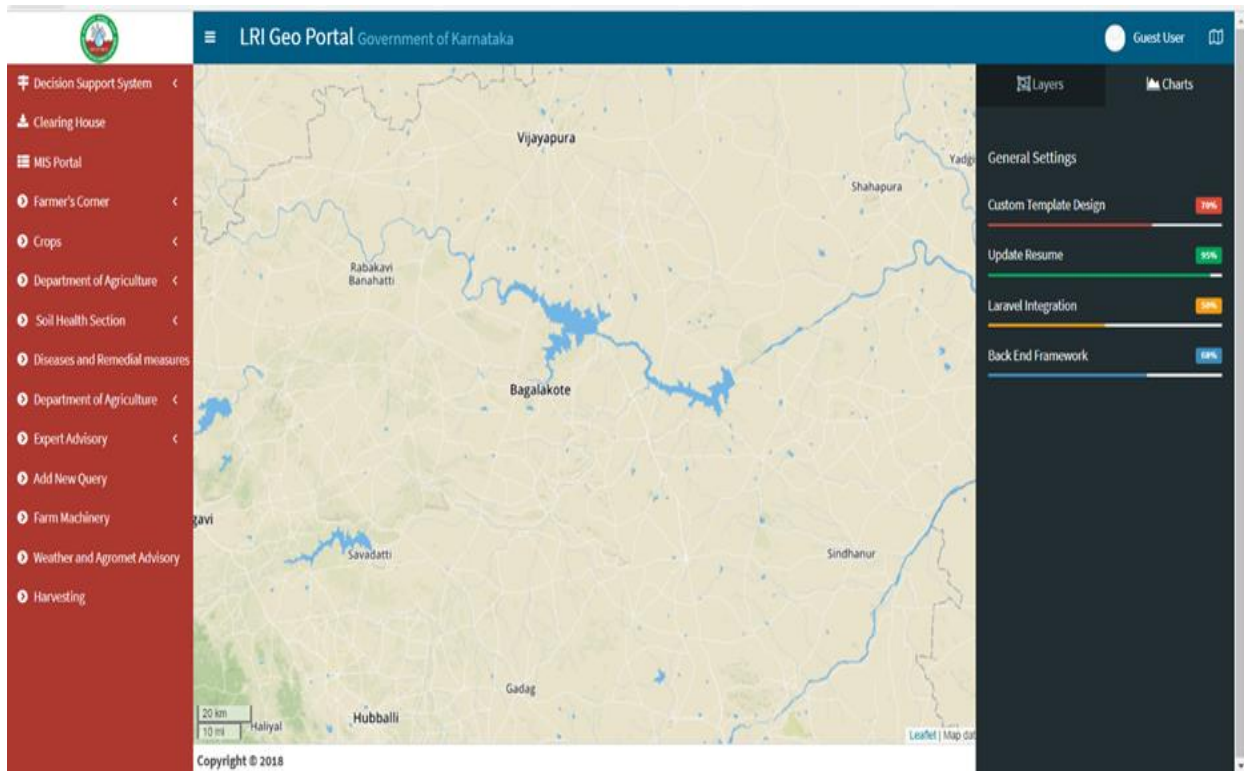 LRI Geo Portal Government of Karnataka
Guest User
Decision Support System
Clearing House
MIS Portal
Farmer's Corner
Crops
Department of Agriculture
Soil Health Section
Diseases and Remedial measures
Department of Agriculture
Expert Advisory
Add New Query
Farm Machinery
Weather and Agromet Advisory
Harvesting
Vijayapura
Yadgi
Shahapura
Rabakavi
Banahatti
Bagalakote
gavi
Savadatti
Sindhanur
Gadag
Hubballi
Haliyal
20 km
10 mi
Leaflet | Map dat
Copyright © 2018
Layers
Charts
General Settings
Custom Template Design 70%
Update Resume 95%
Laravel Integration 50%
Back End Framework 68%